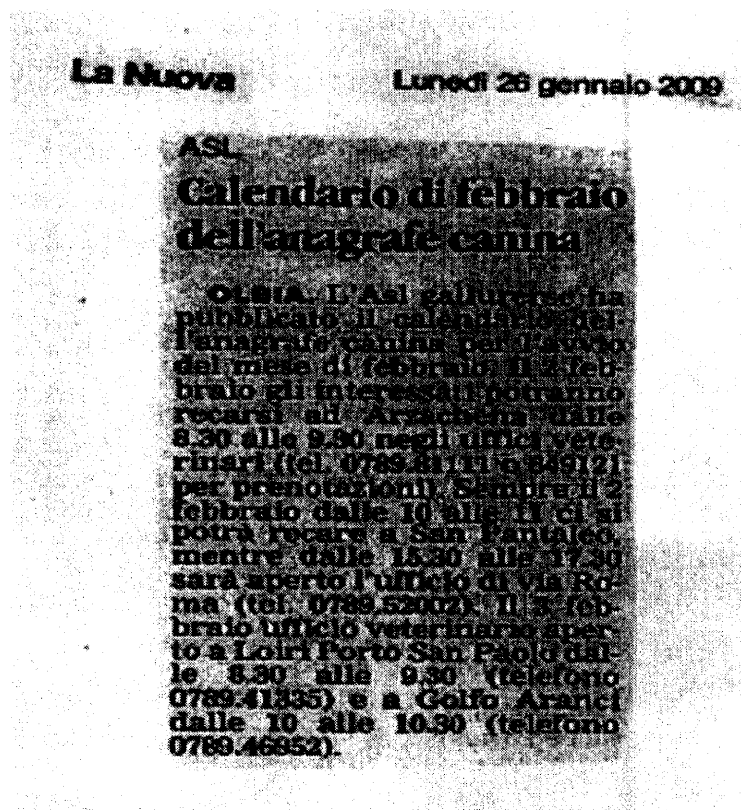 La Nuova
Lunedì 26 gennaio 2009
ASL
Calendario di febbraio
dell'anagrafe canina
OLBIA. L'Asl gallurese ha
pubblicato il calendario del-
l'anagrafe canina per l'avvio
del mese di febbraio. Il 2 feb-
braio gli interessati potranno
recarsi ad Arzachena dalle
8.30 alle 9.30 negli uffici vete-
rinari (tel. o
per prenotazioni). Sempre il 2
febbraio dalle 10 alle 11 ci si
potrà recare a San Pantaleo,
mentre dalle 15.30 alle 17.30
sarà aperto l'ufficio di via Ro-
ma (tel. 0789.52002). Il 3 feb-
braio ufficio veterinario aper-
to a Loiri Porto San Paolo dal-
le 8.30 alle 9.30 (telefono
0789.41335) e a Golfo Aranci
dalle 10 alle 10.30 (telefono
0789.46952).